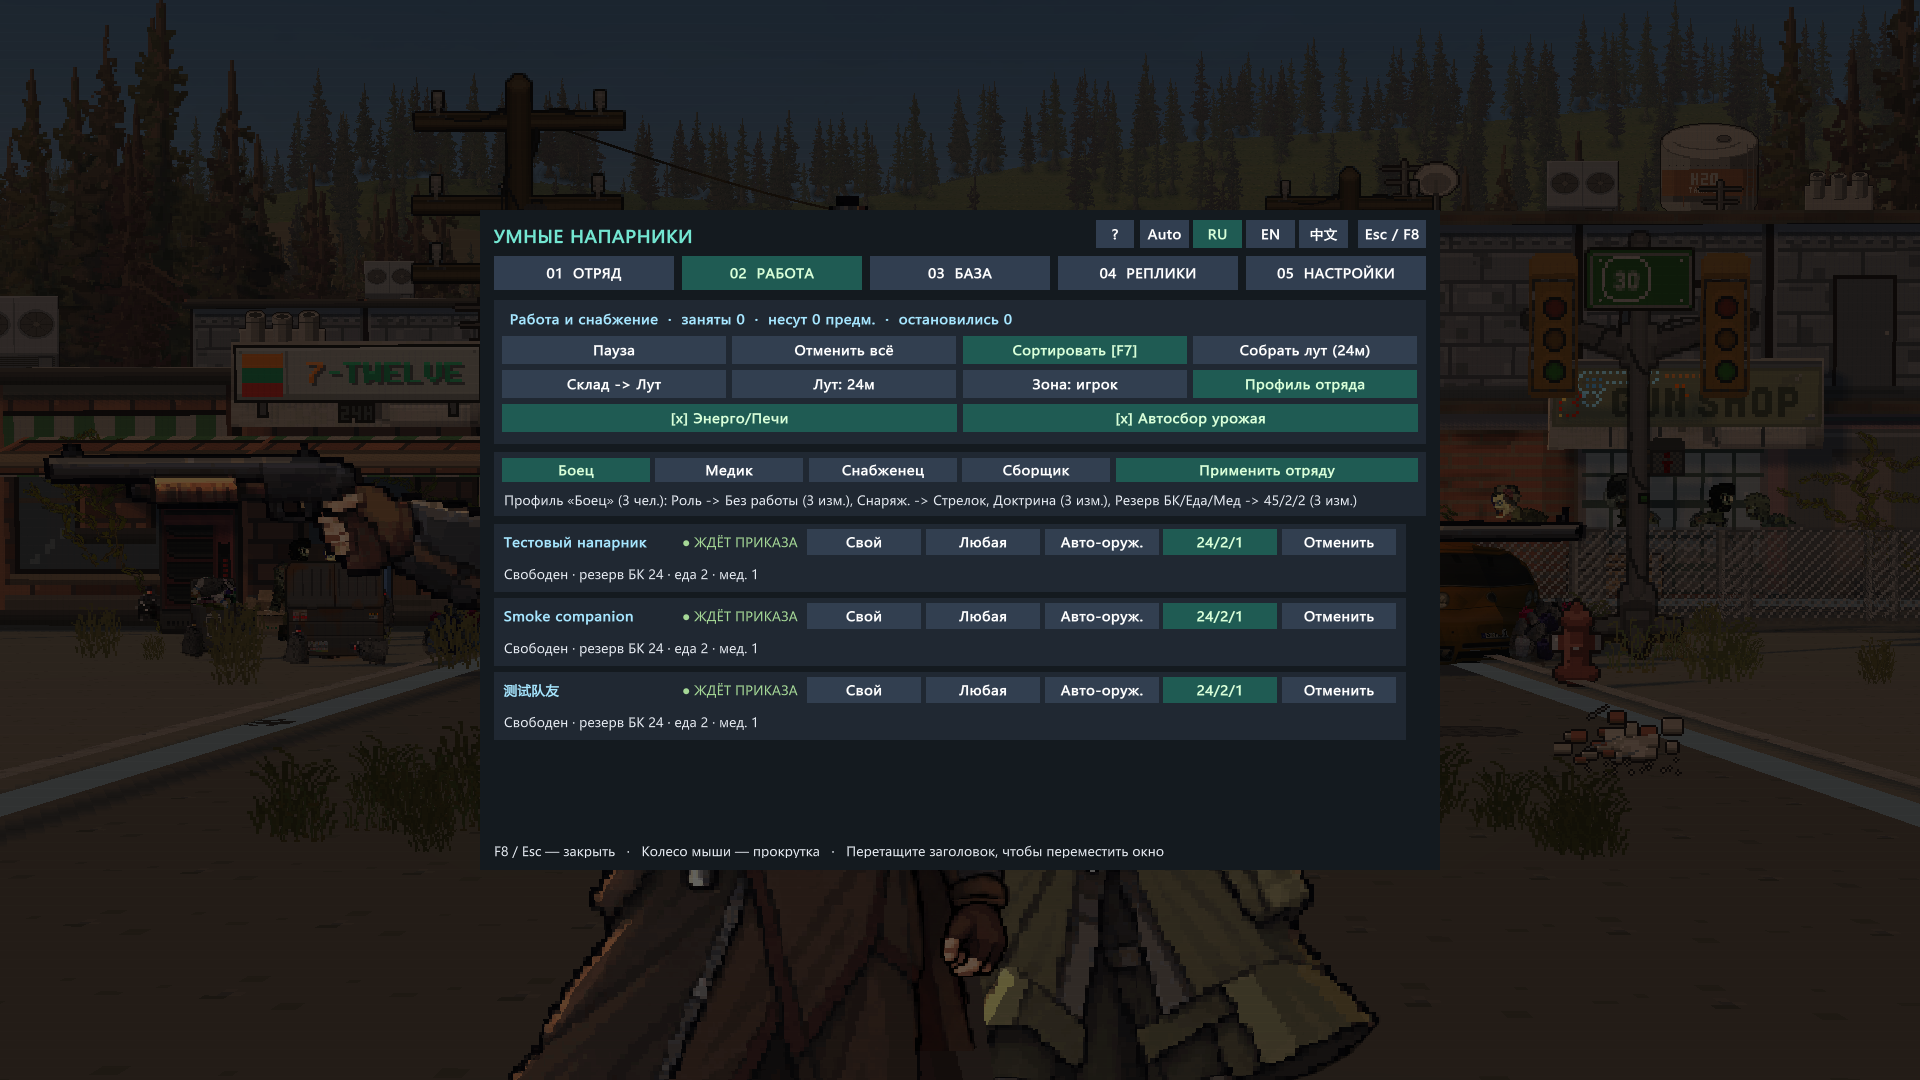 УМНЫЕ НАПАРНИКИ ? Auto RU EN 中文 Esc / F8
01 ОТРЯД 02 РАБОТА 03 БАЗА 04 РЕПЛИКИ 05 НАСТРОЙКИ
Работа и снабжение · заняты 0 · несут 0 предм. · остановились 0
Пауза Отменить всё Сортировать [F7] Собрать лут (24м)
Склад -> Лут Лут: 24м Зона: игрок Профиль отряда
[x] Энерго/Печи [x] Автосбор урожая
Боец Медик Снабженец Сборщик Применить отряду
Профиль «Боец» (3 чел.): Роль -> Без работы (3 изм.), Снаряж. -> Стрелок, Доктрина (3 изм.), Резерв БК/Еда/Мед -> 45/2/2 (3 изм.)
Тестовый напарник ● ЖДЁТ ПРИКАЗА Свой Любая Авто-оруж. 24/2/1 Отменить
Свободен · резерв БК 24 · еда 2 · мед. 1
Smoke companion ● ЖДЁТ ПРИКАЗА Свой Любая Авто-оруж. 24/2/1 Отменить
Свободен · резерв БК 24 · еда 2 · мед. 1
测试队友 ● ЖДЁТ ПРИКАЗА Свой Любая Авто-оруж. 24/2/1 Отменить
Свободен · резерв БК 24 · еда 2 · мед. 1
F8 / Esc — закрыть · Колесо мыши — прокрутка · Перетащите заголовок, чтобы переместить окно
H2O
30
7-TWELVE
24H
GUN SHOP